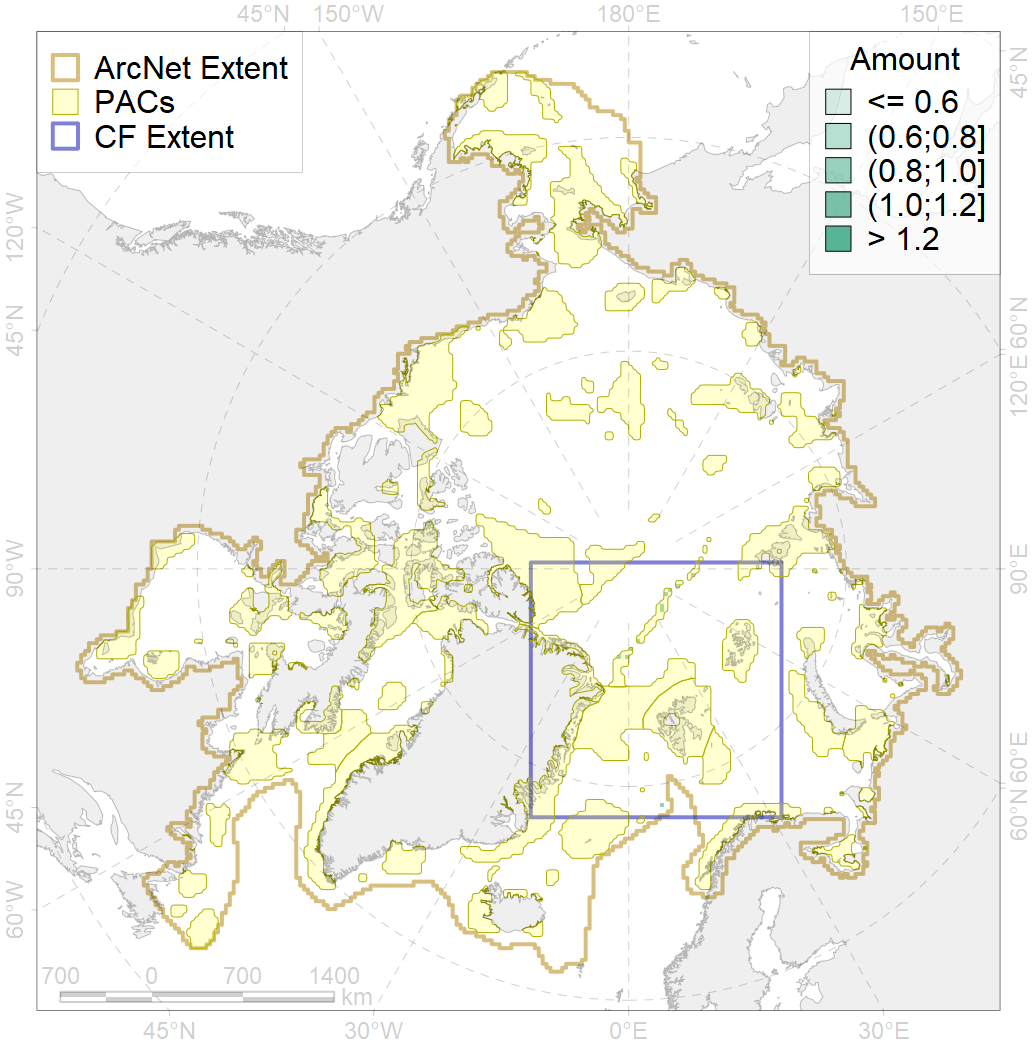 45°N 150°W 180°E 150°E
ArcNet Extent
PACs
CF Extent
Amount
<= 0.6
(0.6;0.8]
(0.8;1.0]
(1.0;1.2]
> 1.2
45°N
120°W
45°N
90°W
45°N
60°W
60°N
120°E
90°E
60°E
60°N
700 0 700 1400
km
45°N 30°W 0°E 30°E